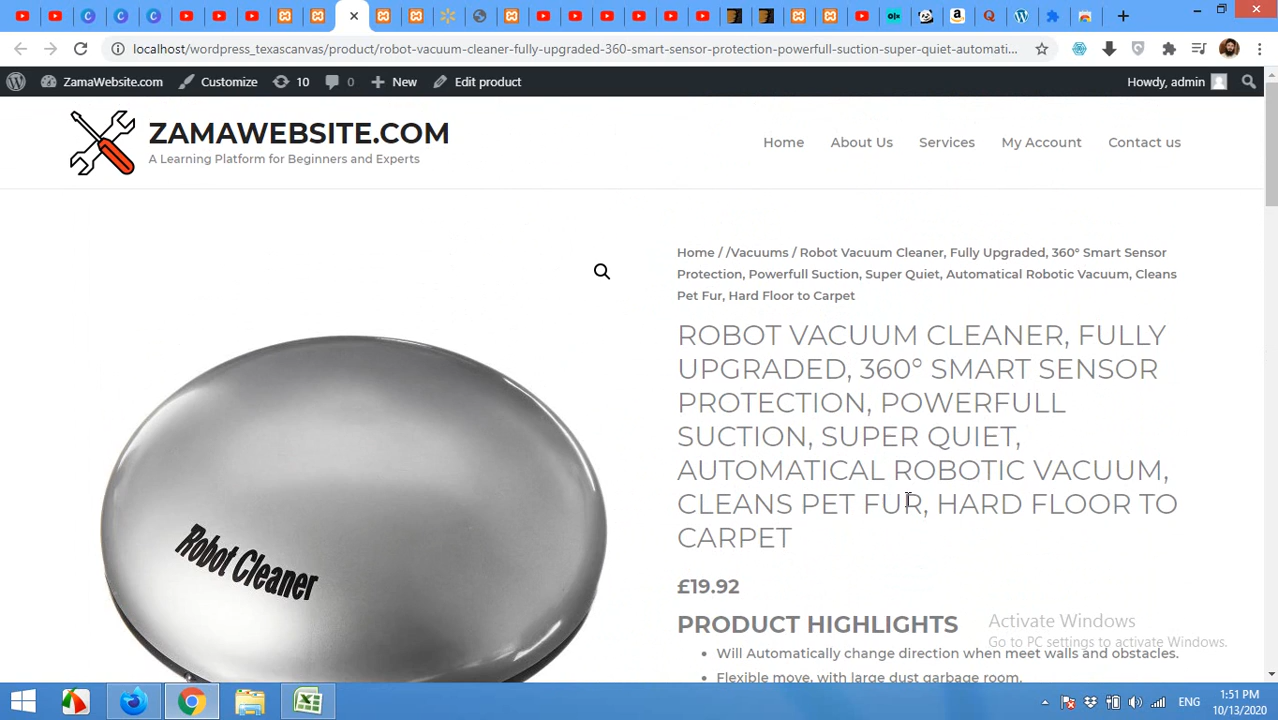 localhost/wordpress_texascanvas/product/robot-vacuum-cleaner-fully-upgraded-360-smart-sensor-protection-powerfull-suction-super-quiet-automati...
ZamaWebsite.com Customize 10 0 New Edit product Howdy, admin
ZAMAWEBSITE.COM
A Learning Platform for Beginners and Experts
Home About Us Services My Account Contact us
Home / /Vacuums / Robot Vacuum Cleaner, Fully Upgraded, 360° Smart Sensor
Protection, Powerfull Suction, Super Quiet, Automatical Robotic Vacuum, Cleans
Pet Fur, Hard Floor to Carpet
ROBOT VACUUM CLEANER, FULLY
UPGRADED, 360° SMART SENSOR
PROTECTION, POWERFULL
SUCTION, SUPER QUIET,
AUTOMATICAL ROBOTIC VACUUM,
CLEANS PET FUR, HARD FLOOR TO
CARPET
Robot Cleaner
£19.92
PRODUCT HIGHLIGHTS
Activate Windows
Go to PC settings to activate Windows.
• Will Automatically change direction when meet walls and obstacles.
• Flexible move, with large dust garbage room.
ENG
1:51 PM
10/13/2020